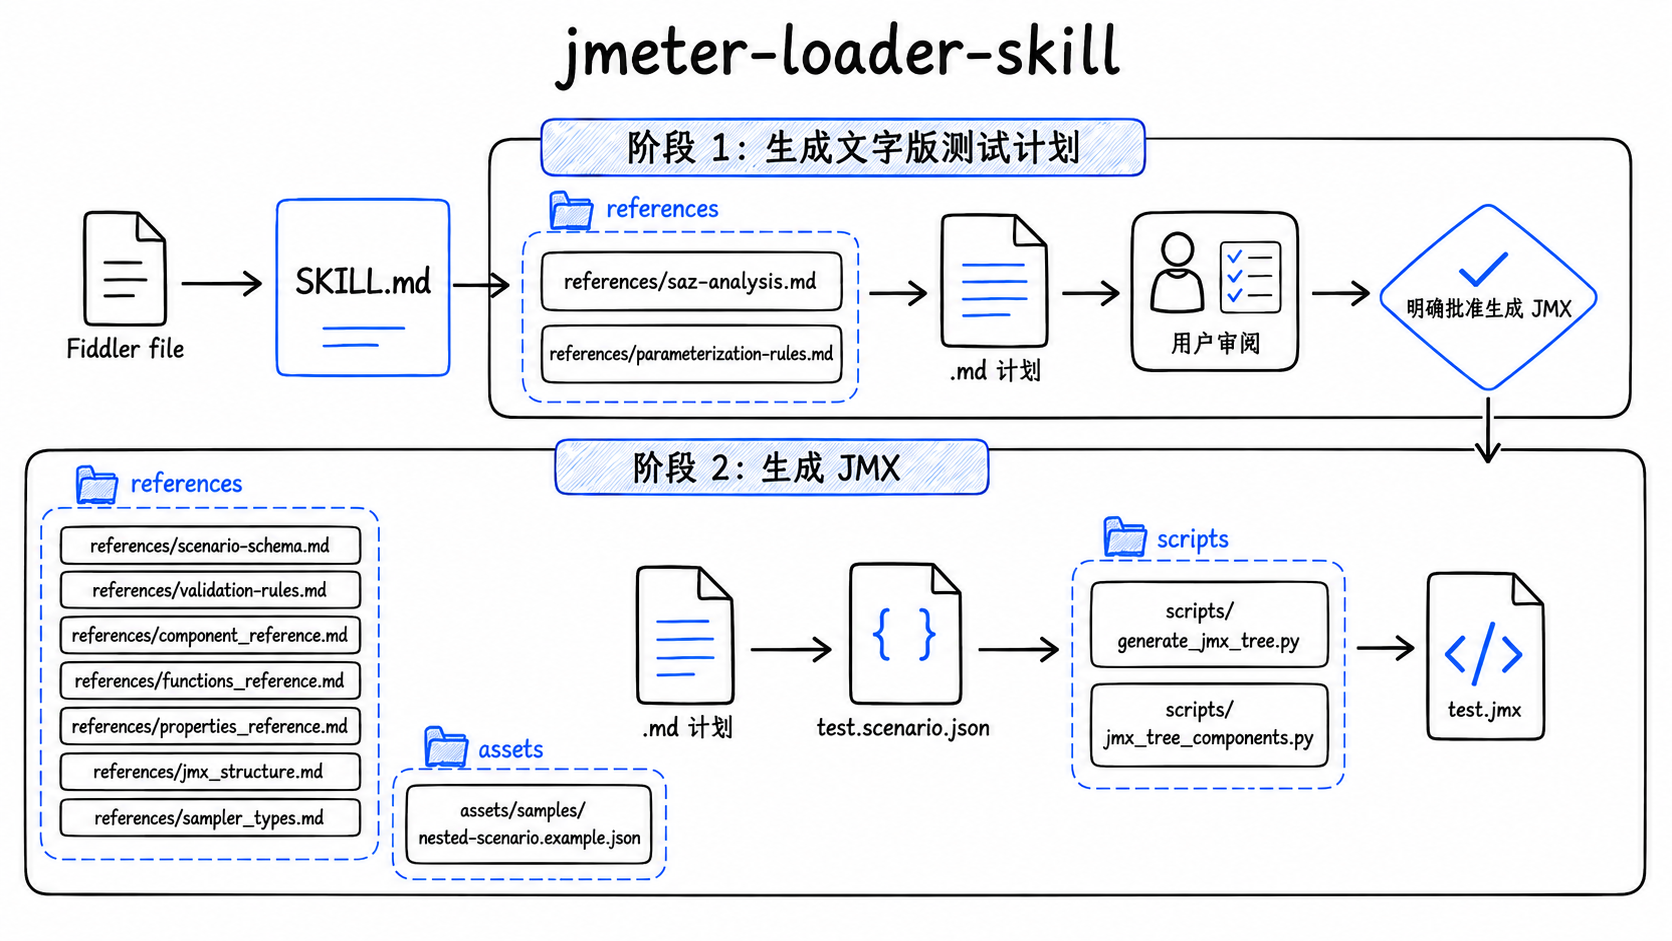 jmeter-loader-skill
阶段 1: 生成文字版测试计划
Fiddler file
SKILL.md
references
references/saz-analysis.md
references/parameterization-rules.md
.md 计划
用户审阅
明确批准生成 JMX
阶段 2: 生成 JMX
references
references/scenario-schema.md
references/validation-rules.md
references/component_reference.md
references/functions_reference.md
references/properties_reference.md
references/jmx_structure.md
references/sampler_types.md
assets
assets/samples/
nested-scenario.example.json
.md 计划
{ }
test.scenario.json
scripts
scripts/
generate_jmx_tree.py
scripts/
jmx_tree_components.py
</>
test.jmx